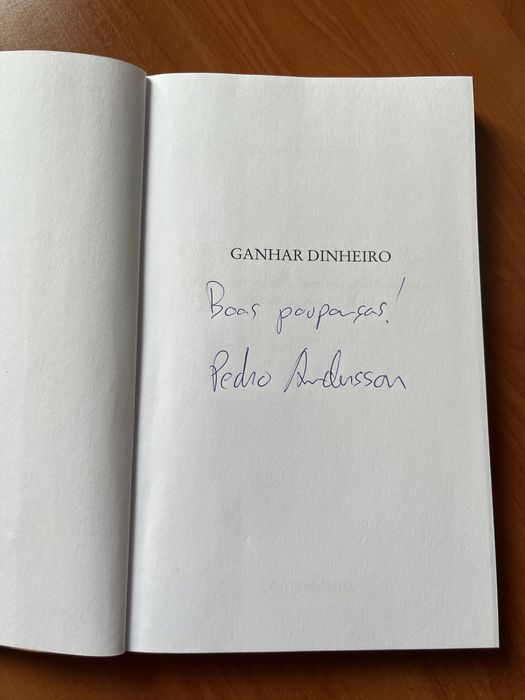 GANHAR DINHEIRO
Boas poupanças!
Pedro Andersson